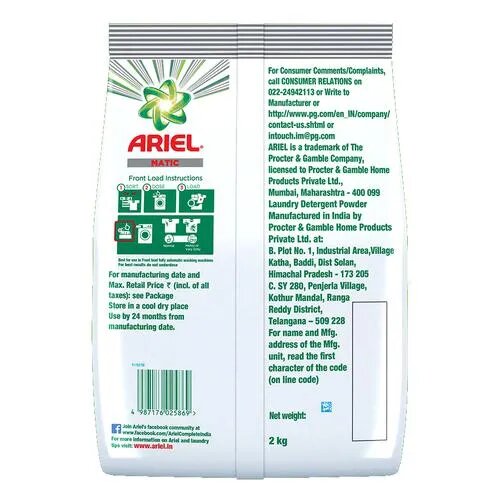 ARIEL
MATIC
Front Load Instructions
1 SORT 2 DOSE 3 LOAD
Best for use in Front load fully automatic washing machines
For best results do not underdose
For manufacturing date and
Max. Retail Price ₹ (incl. of all
taxes): see Package
Store in a cool dry place
Use by 24 months from
manufacturing date.
4 987176 025869 >
Join Ariel's community at
www.facebook.com/ArielCompleteIndia
For more information on Ariel and laundry
tips visit: www.ariel.in
For Consumer Comments/Complaints,
call CONSUMER RELATIONS on
022-24942113 or Write to
Manufacturer or
http://www.pg.com/en_IN/company/
contact-us.shtml or
intouch.im@pg.com
ARIEL is a trademark of The
Procter & Gamble Company,
licensed to Procter & Gamble Home
Products Private Ltd.,
Mumbai, Maharashtra - 400 099
Laundry Detergent Powder
Manufactured in India by
Procter & Gamble Home Products
Private Ltd. at:
B. Plot No. 1, Industrial Area,Village
Katha, Baddi, Dist Solan,
Himachal Pradesh - 173 205
C. SY 280, Penjerla Village,
Kothur Mandal, Ranga
Reddy District,
Telangana – 509 228
For name and Mfg.
address of the Mfg.
unit, read the first
character of the code
(on line code)
Net weight:
2 kg